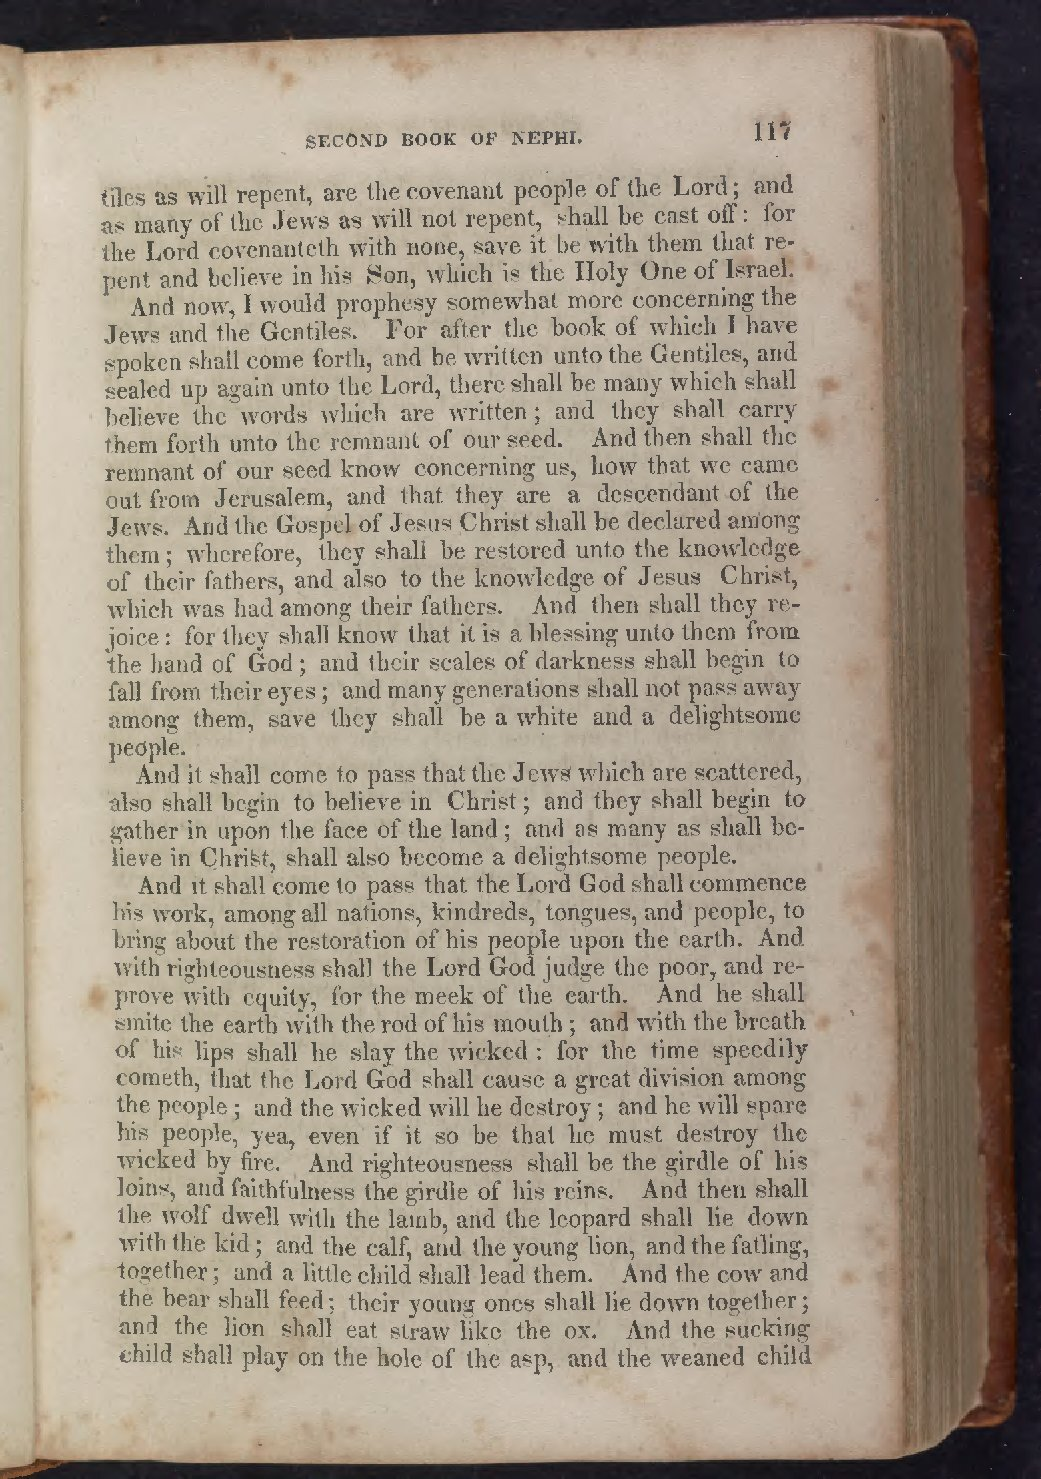 SECOND BOOK OF NEPHI. 117
tiles as will repent, are the covenant people of the Lord; and
as many of the Jews as will not repent, shall be cast off: for
the Lord covenanteth with none, save it be with them that re-
pent and believe in his Son, which is the Holy One of Israel.
And now, I would prophesy somewhat more concerning the
Jews and the Gentiles. For after the book of which I have
spoken shall come forth, and be written unto the Gentiles, and
sealed up again unto the Lord, there shall be many which shall
believe the words which are written; and they shall carry
them forth unto the remnant of our seed. And then shall the
remnant of our seed know concerning us, how that we came
out from Jerusalem, and that they are a descendant of the
Jews. And the Gospel of Jesus Christ shall be declared among
them; wherefore, they shall be restored unto the knowledge
of their fathers, and also to the knowledge of Jesus Christ,
which was had among their fathers. And then shall they re-
joice: for they shall know that it is a blessing unto them from
the hand of God; and their scales of darkness shall begin to
fall from their eyes; and many generations shall not pass away
among them, save they shall be a white and a delightsome
people.
And it shall come to pass that the Jews which are scattered,
also shall begin to believe in Christ; and they shall begin to
gather in upon the face of the land; and as many as shall be-
lieve in Christ, shall also become a delightsome people.
And it shall come to pass that the Lord God shall commence
his work, among all nations, kindreds, tongues, and people, to
bring about the restoration of his people upon the earth. And
with righteousness shall the Lord God judge the poor, and re-
prove with equity, for the meek of the earth. And he shall
smite the earth with the rod of his mouth; and with the breath
of his lips shall he slay the wicked: for the time speedily
cometh, that the Lord God shall cause a great division among
the people; and the wicked will he destroy; and he will spare
his people, yea, even if it so be that he must destroy the
wicked by fire. And righteousness shall be the girdle of his
loins, and faithfulness the girdle of his reins. And then shall
the wolf dwell with the lamb, and the leopard shall lie down
with the kid; and the calf, and the young lion, and the fatling,
together; and a little child shall lead them. And the cow and
the bear shall feed; their young ones shall lie down together;
and the lion shall eat straw like the ox. And the sucking
child shall play on the hole of the asp, and the weaned child